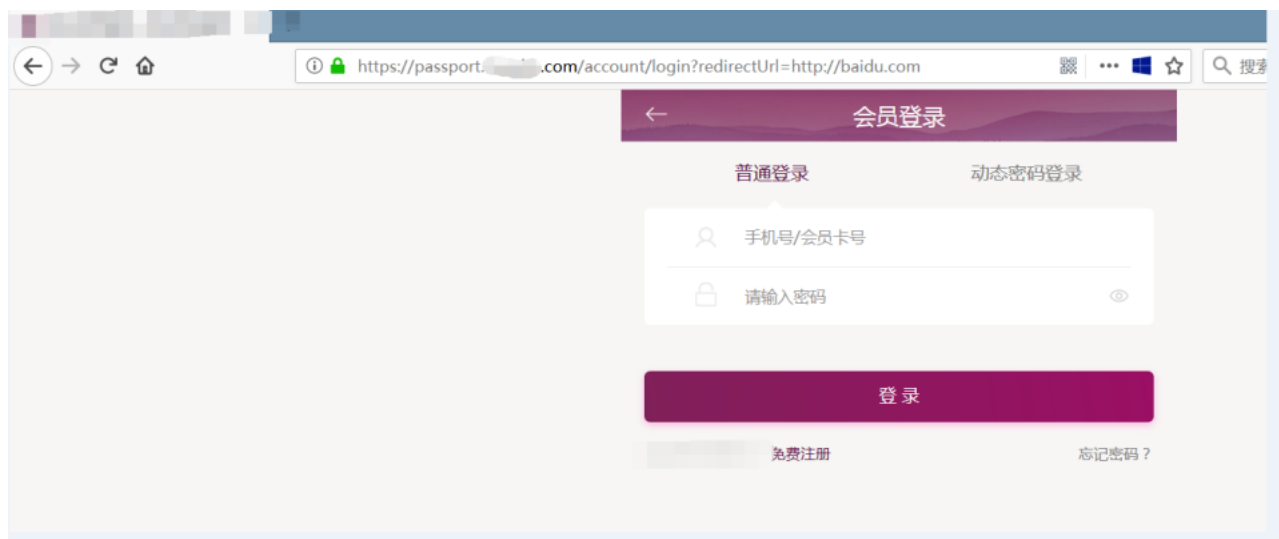 https://passport. .com/account/login?redirectUrl=http://baidu.com
搜索
会员登录
普通登录 动态密码登录
手机号/会员卡号
请输入密码
登 录
免费注册 忘记密码？